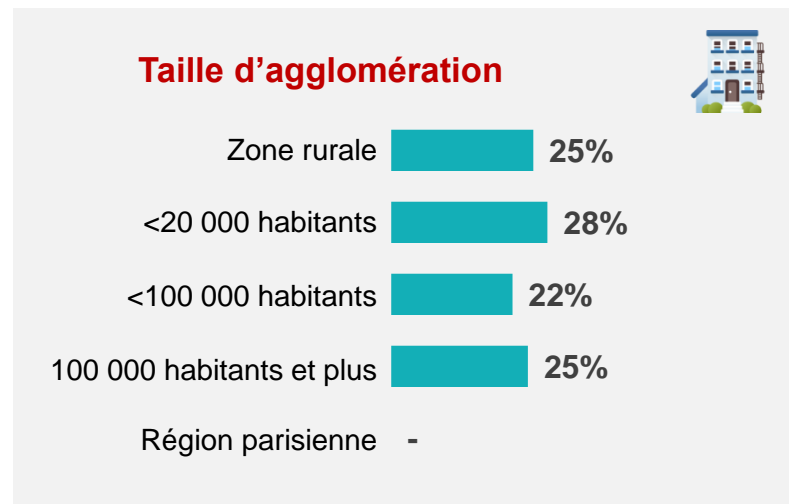 Taille d’agglomération
Zone rurale 25%
<20 000 habitants 28%
<100 000 habitants 22%
100 000 habitants et plus 25%
Région parisienne -